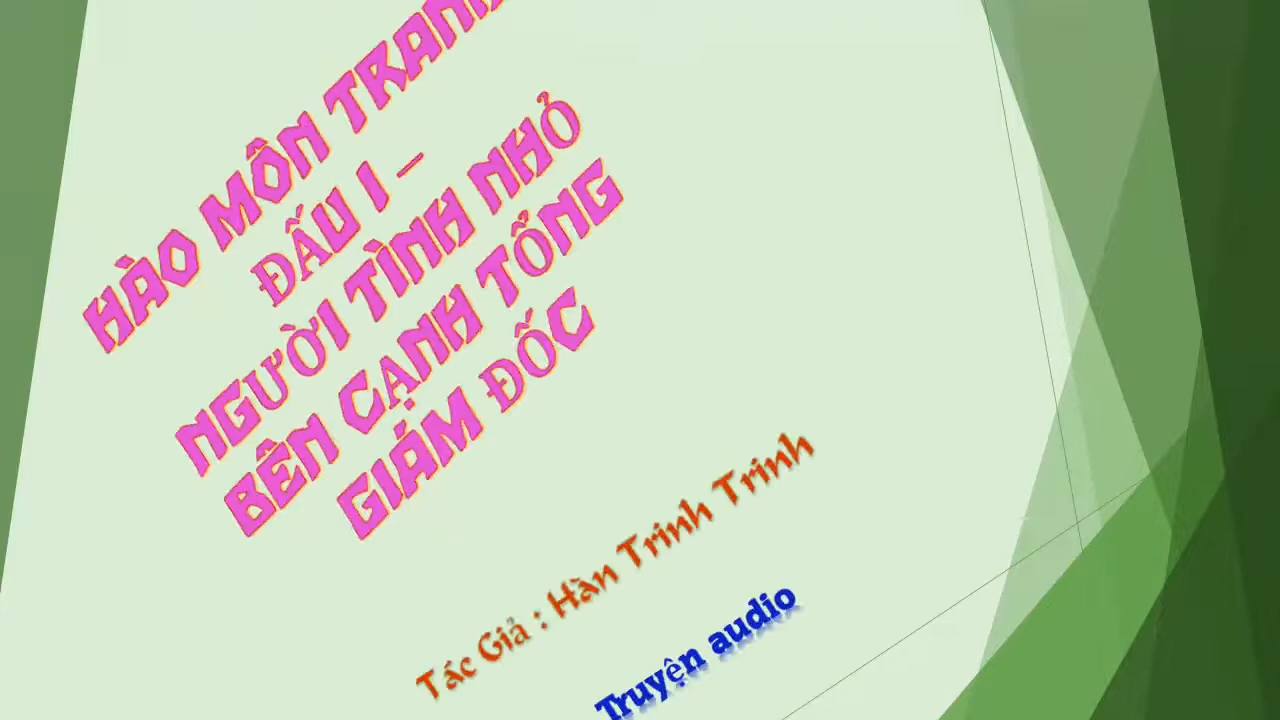 HÀO MÔN TRANH
ĐẤU I –
NGƯỜI TÌNH NHỎ
BÊN CẠNH TỔNG
GIÁM ĐỐC
Tác Giả : Hàn Trinh Trinh
Truyện audio